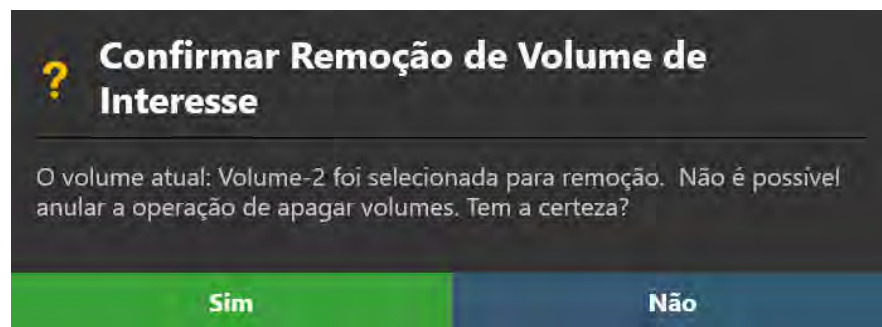 ?
Confirmar Remoção de Volume de
Interesse
O volume atual: Volume-2 foi selecionada para remoção.  Não é possível
anular a operação de apagar volumes. Tem a certeza?
Sim
Não